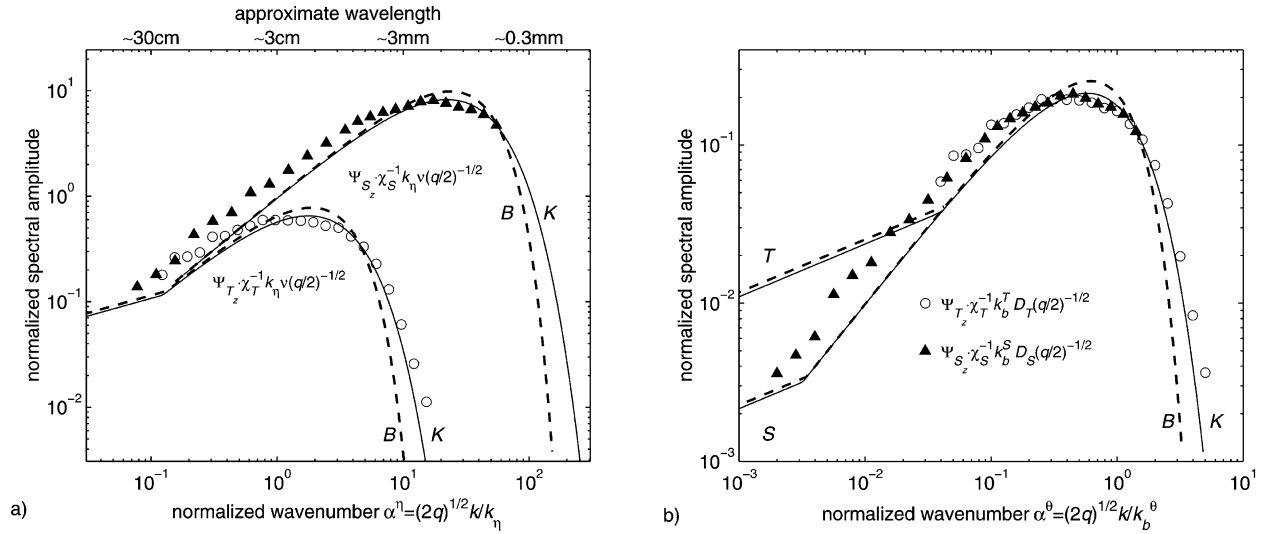 approximate wavelength
~30cm ~3cm ~3mm ~0.3mm
10^1
10^0
10^-1
10^-2
normalized spectral amplitude
Ψ_{S_z}·χ_S^{-1}k_ην(q/2)^{-1/2}
Ψ_{T_z}·χ_T^{-1}k_ην(q/2)^{-1/2}
B K
B K
10^-1 10^0 10^1 10^2
normalized wavenumber α^η=(2q)^{1/2}k/k_η
a)
10^-1
10^-2
10^-3
normalized spectral amplitude
T
S
Ψ_{T_z}·χ_T^{-1}k_b^T D_T(q/2)^{-1/2}
Ψ_{S_z}·χ_S^{-1}k_b^S D_S(q/2)^{-1/2}
B K
10^-3 10^-2 10^-1 10^0 10^1
normalized wavenumber α^θ=(2q)^{1/2}k/k_b^θ
b)